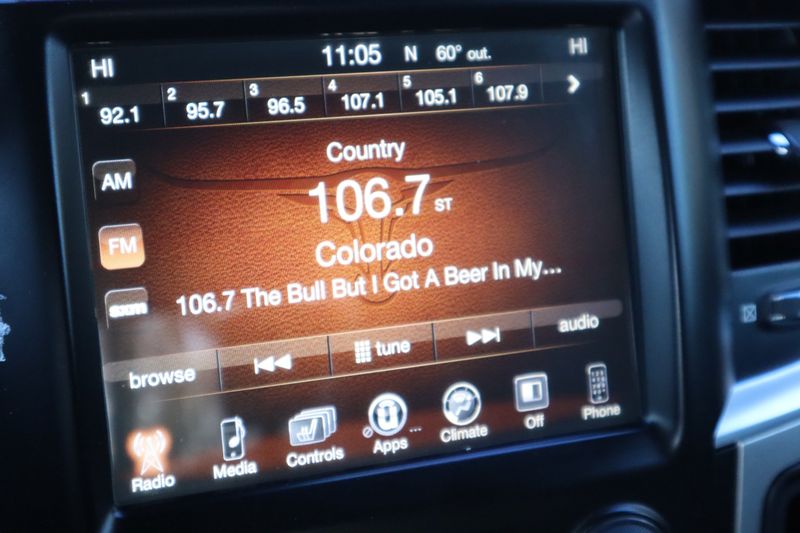 HI 11:05 N 60° out. HI
1 92.1 2 95.7 3 96.5 4 107.1 5 105.1 6 107.9
Country
AM
106.7 ST
FM
Colorado
sxm
106.7 The Bull But I Got A Beer In My...
browse tune audio
Radio Media Controls Apps ... Climate Off Phone